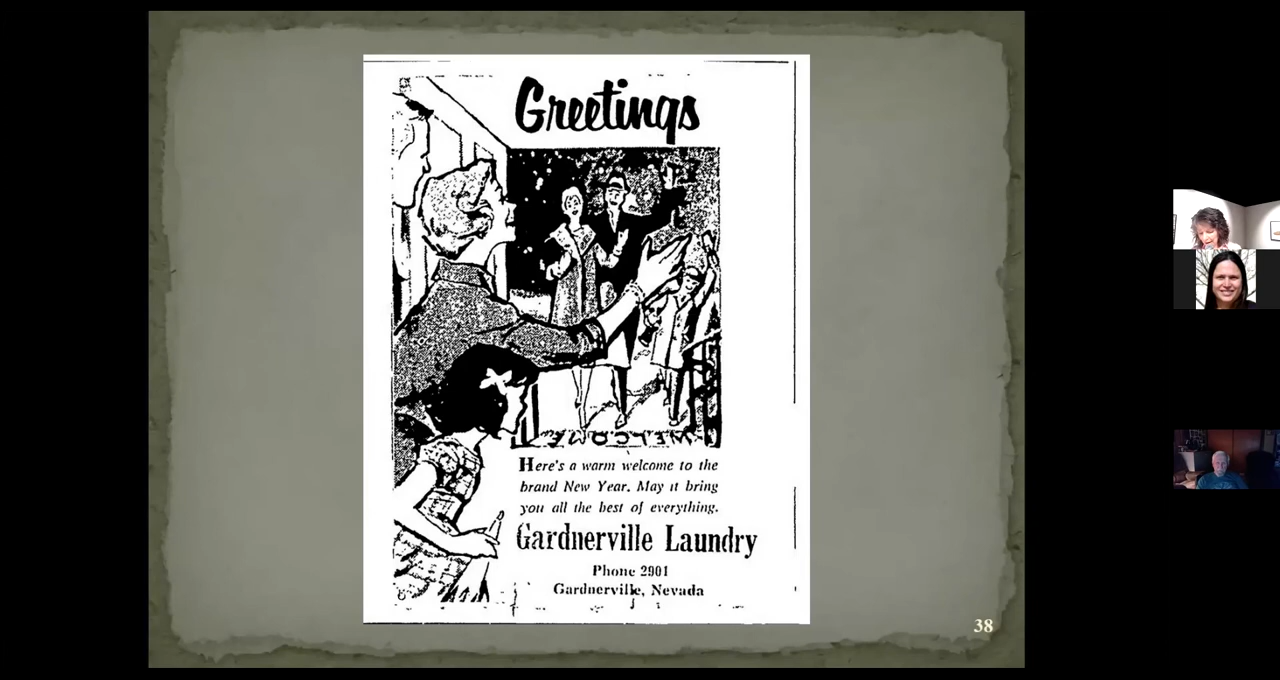 Greetings
WELCOME
Here's a warm welcome to the
brand New Year. May it bring
you all the best of everything.
Gardnerville Laundry
Phone 2901
Gardnerville, Nevada
38